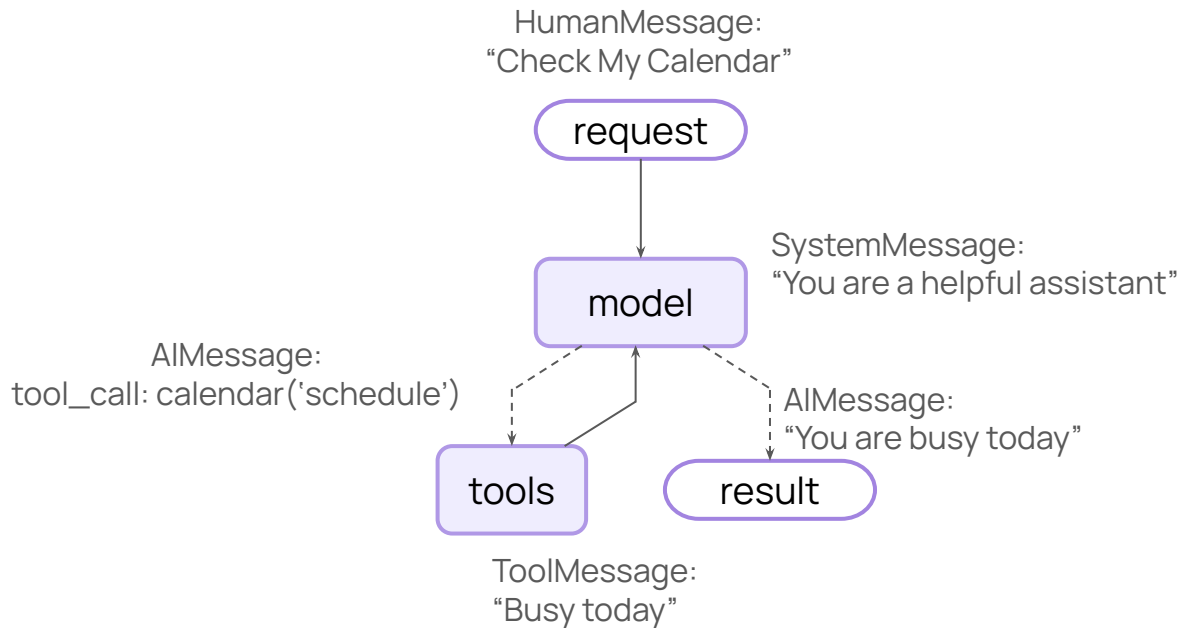 HumanMessage:
“Check My Calendar”
request
SystemMessage:
“You are a helpful assistant”
model
AIMessage:
tool_call: calendar(‘schedule’)
AIMessage:
“You are busy today”
tools
result
ToolMessage:
“Busy today”